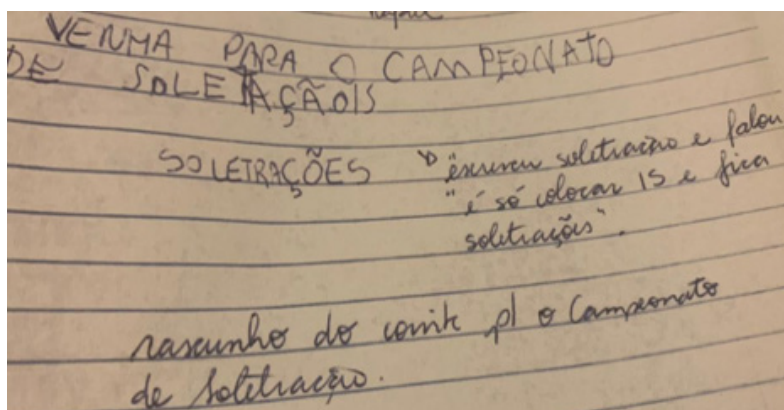 VENMA PARA O CAMPEONATO
DE SOLETAÇÃOIS
SOLETRAÇÕES "escreveu soletração e falou
"é só colocar IS e fica
soletrações".
rascunho do convite p/ o Campeonato
de Soletração.